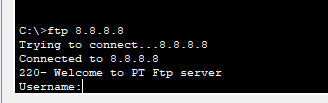 C:\>ftp 8.8.8.8
Trying to connect...8.8.8.8
Connected to 8.8.8.8
220- Welcome to PT Ftp server
Username: